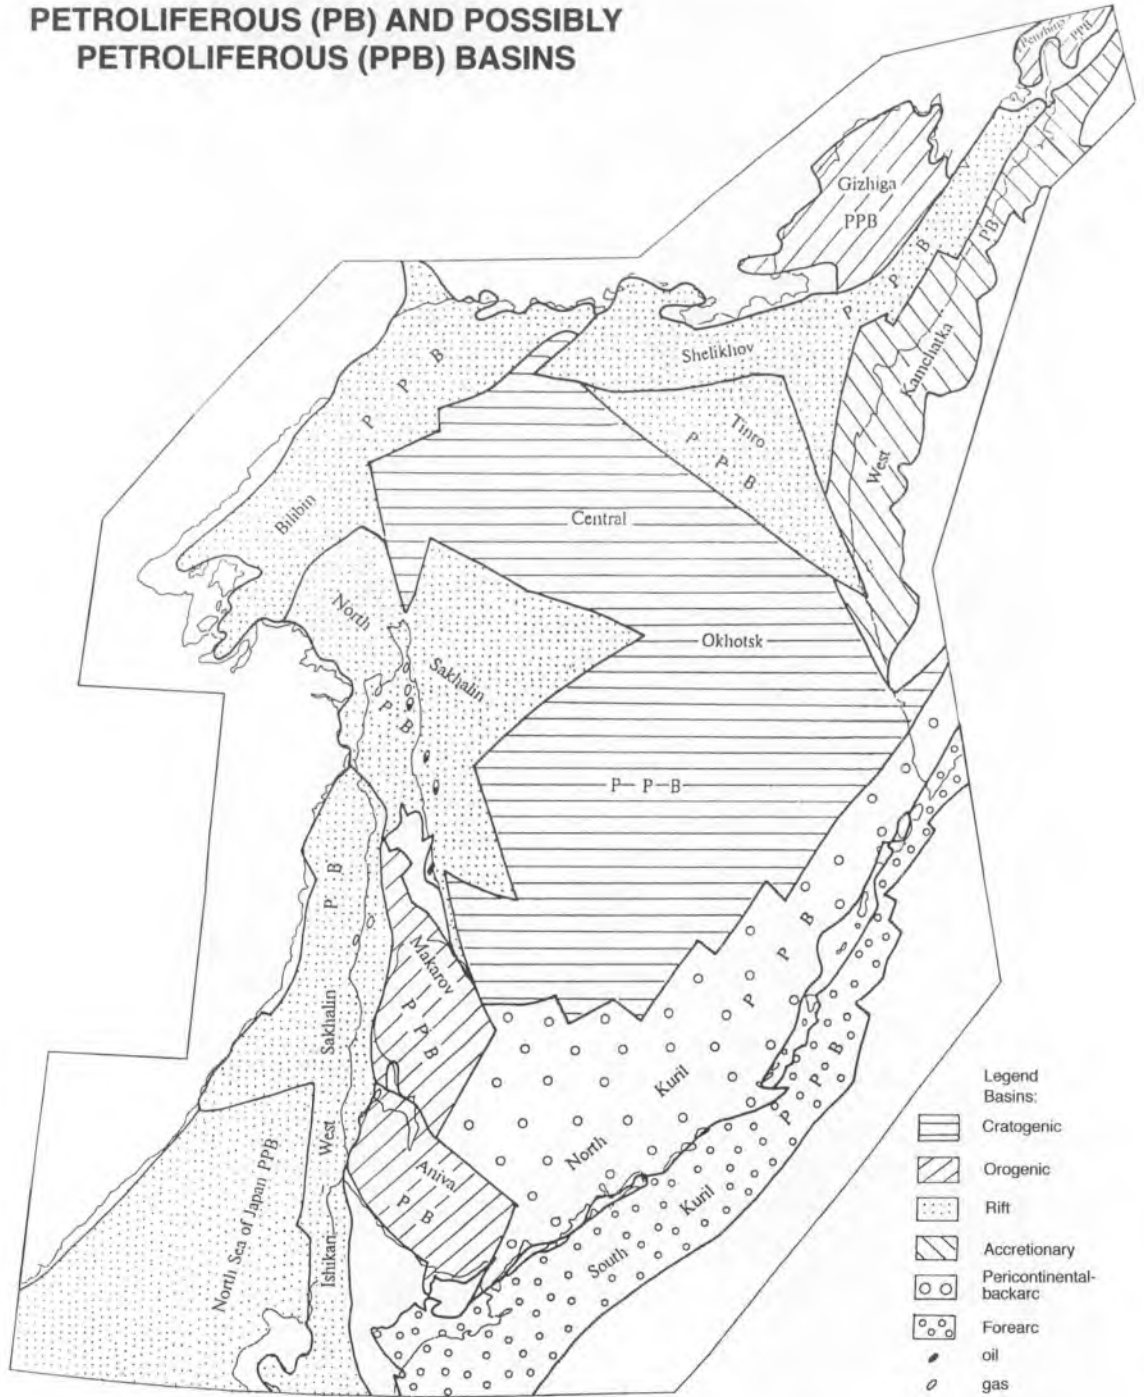 PETROLIFEROUS (PB) AND POSSIBLY
PETROLIFEROUS (PPB) BASINS
Penzhina
PPB
Gizhiga
PPB
Shelikhov
P P B
West Kamchatka PB
Tinro
P P B
Bilibin
P P B
Central
Okhotsk
P P B
North Sakhalin
P B
Makarov
P P B
Ishikari West Sakhalin P B
North Sea of Japan PPB
Aniva
P B
North Kuril P P B
South Kuril P P B
Legend
Basins:
Cratogenic
Orogenic
Rift
Accretionary
Pericontinental-
backarc
Forearc
oil
gas